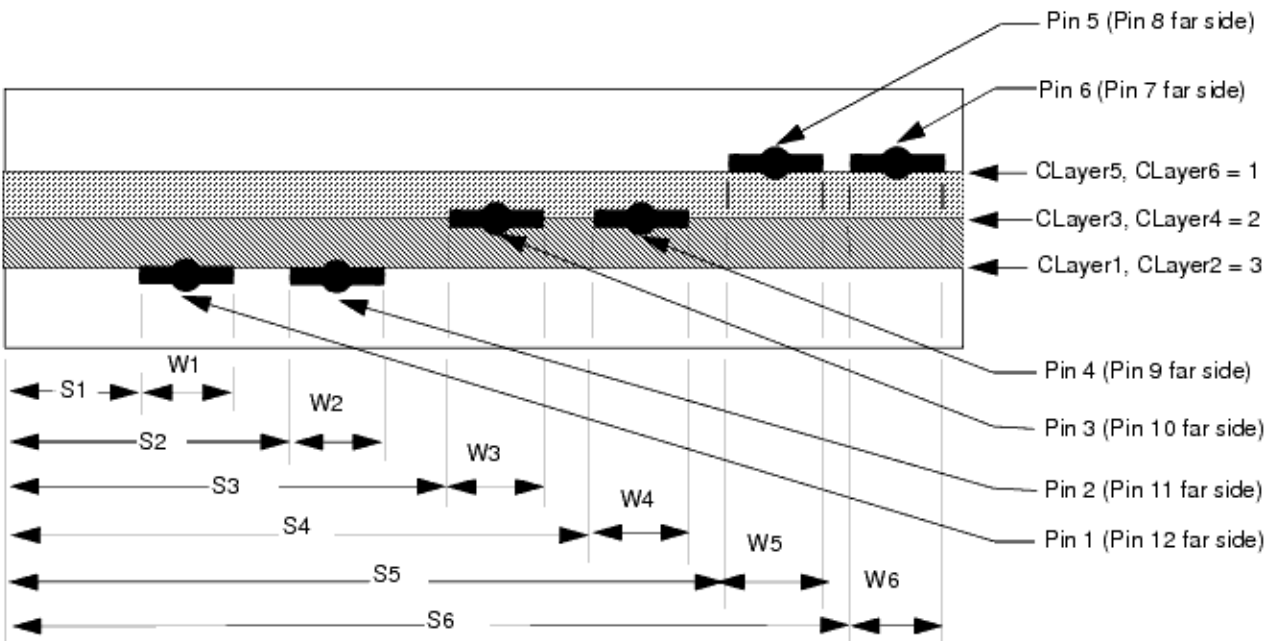 Pin 5 (Pin 8 far side)
Pin 6 (Pin 7 far side)
CLayer5, CLayer6 = 1
CLayer3, CLayer4 = 2
CLayer1, CLayer2 = 3
Pin 4 (Pin 9 far side)
Pin 3 (Pin 10 far side)
Pin 2 (Pin 11 far side)
Pin 1 (Pin 12 far side)
S1
W1
S2
W2
S3
W3
S4
W4
S5
W5
S6
W6